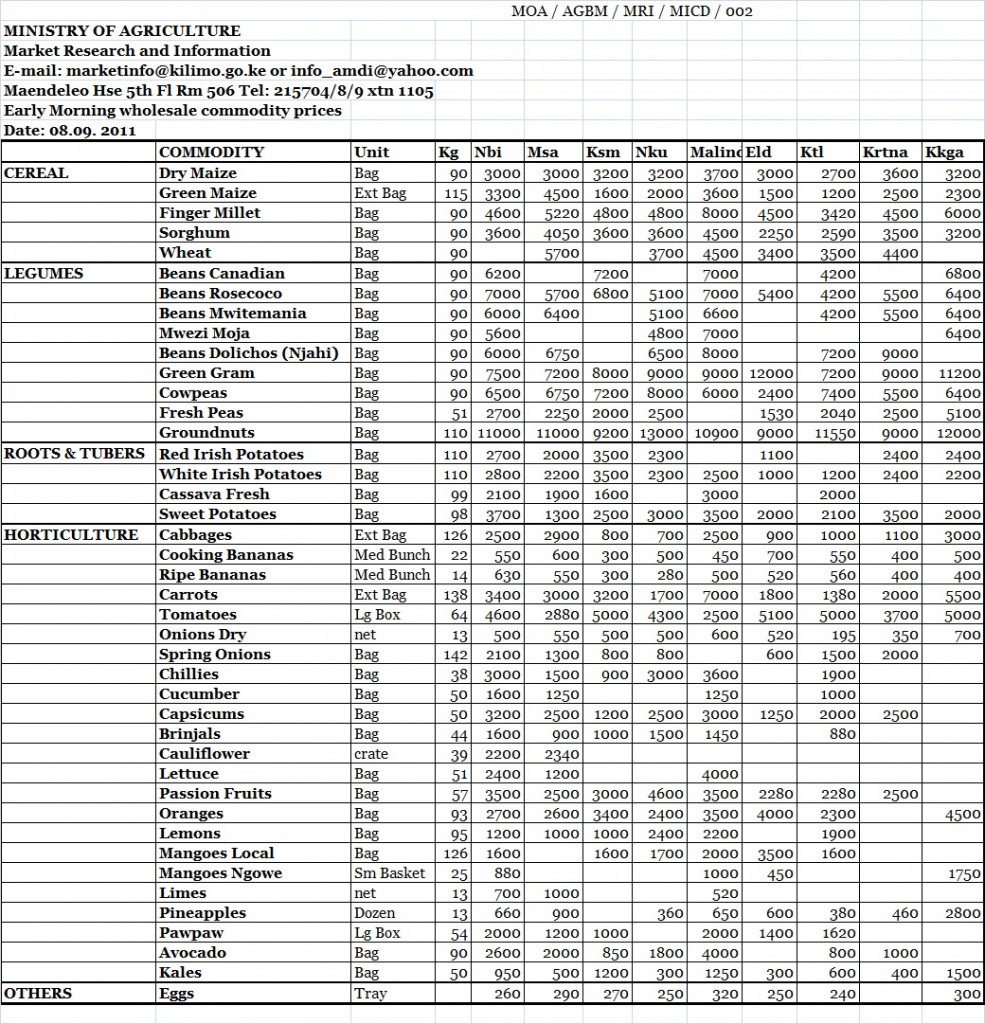 MOA / AGBM / MRI / MICD / 002
MINISTRY OF AGRICULTURE
Market Research and Information
E-mail: marketinfo@kilimo.go.ke or info_amdi@yahoo.com
Maendeleo Hse 5th Fl Rm 506 Tel: 215704/8/9 xtn 1105
Early Morning wholesale commodity prices
Date: 08.09. 2011
COMMODITY Unit Kg Nbi Msa Ksm Nku Malind Eld Ktl Krtna Kkga
CEREAL Dry Maize Bag 90 3000 3000 3200 3200 3700 3000 2700 3600 3200
Green Maize Ext Bag 115 3300 4500 1600 2000 3600 1500 1200 2500 2300
Finger Millet Bag 90 4600 5220 4800 4800 8000 4500 3420 4500 6000
Sorghum Bag 90 3600 4050 3600 3600 4500 2250 2590 3500 3200
Wheat Bag 90 5700 3700 4500 3400 3500 4400
LEGUMES Beans Canadian Bag 90 6200 7200 7000 4200 6800
Beans Rosecoco Bag 90 7000 5700 6800 5100 7000 5400 4200 5500 6400
Beans Mwitemania Bag 90 6000 6400 5100 6600 4200 5500 6400
Mwezi Moja Bag 90 5600 4800 7000 6400
Beans Dolichos (Njahi) Bag 90 6000 6750 6500 8000 7200 9000
Green Gram Bag 90 7500 7200 8000 9000 9000 12000 7200 9000 11200
Cowpeas Bag 90 6500 6750 7200 8000 6000 2400 7400 5500 6400
Fresh Peas Bag 51 2700 2250 2000 2500 1530 2040 2500 5100
Groundnuts Bag 110 11000 11000 9200 13000 10900 9000 11550 9000 12000
ROOTS & TUBERS Red Irish Potatoes Bag 110 2700 2000 3500 2300 1100 2400 2400
White Irish Potatoes Bag 110 2800 2200 3500 2300 2500 1000 1200 2400 2200
Cassava Fresh Bag 99 2100 1900 1600 3000 2000
Sweet Potatoes Bag 98 3700 1300 2500 3000 3500 2000 2100 3500 2000
HORTICULTURE Cabbages Ext Bag 126 2500 2900 800 700 2500 900 1000 1100 3000
Cooking Bananas Med Bunch 22 550 600 300 500 450 700 550 400 500
Ripe Bananas Med Bunch 14 630 550 300 280 500 520 560 400 400
Carrots Ext Bag 138 3400 3000 3200 1700 7000 1800 1380 2000 5500
Tomatoes Lg Box 64 4600 2880 5000 4300 2500 5100 5000 3700 5000
Onions Dry net 13 500 550 500 500 600 520 195 350 700
Spring Onions Bag 142 2100 1300 800 800 600 1500 2000
Chillies Bag 38 3000 1500 900 3000 3600 1900
Cucumber Bag 50 1600 1250 1250 1000
Capsicums Bag 50 3200 2500 1200 2500 3000 1250 2000 2500
Brinjals Bag 44 1600 900 1000 1500 1450 880
Cauliflower crate 39 2200 2340
Lettuce Bag 51 2400 1200 4000
Passion Fruits Bag 57 3500 2500 3000 4600 3500 2280 2280 2500
Oranges Bag 93 2700 2600 3400 2400 3500 4000 2300 4500
Lemons Bag 95 1200 1000 1000 2400 2200 1900
Mangoes Local Bag 126 1600 1600 1700 2000 3500 1600
Mangoes Ngowe Sm Basket 25 880 1000 450 1750
Limes net 13 700 1000 520
Pineapples Dozen 13 660 900 360 650 600 380 460 2800
Pawpaw Lg Box 54 2000 1200 1000 2000 1400 1620
Avocado Bag 90 2600 2000 850 1800 4000 800 1000
Kales Bag 50 950 500 1200 300 1250 300 600 400 1500
OTHERS Eggs Tray 260 290 270 250 320 250 240 300